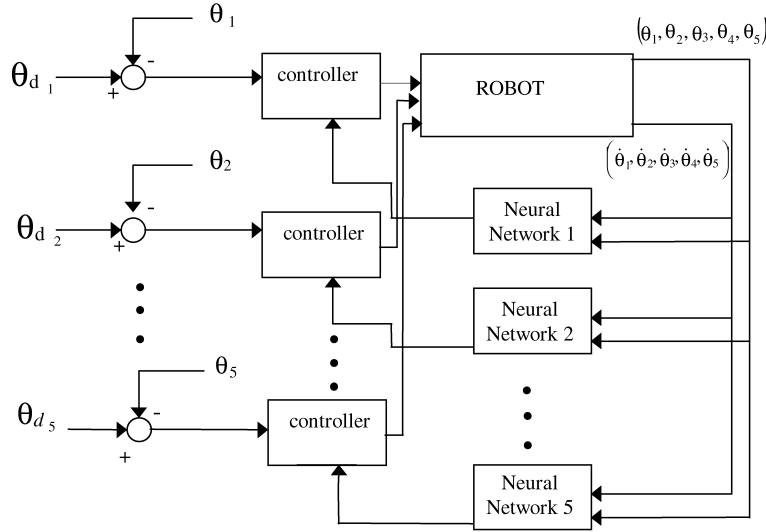 θ 1
(θ1, θ2, θ3, θ4, θ5)
-
θd 1
+
controller
ROBOT
(θ̇1, θ̇2, θ̇3, θ̇4, θ̇5)
θ2
-
θd 2
+
controller
Neural
Network 1
Neural
Network 2
θ5
-
θd 5
+
controller
Neural
Network 5